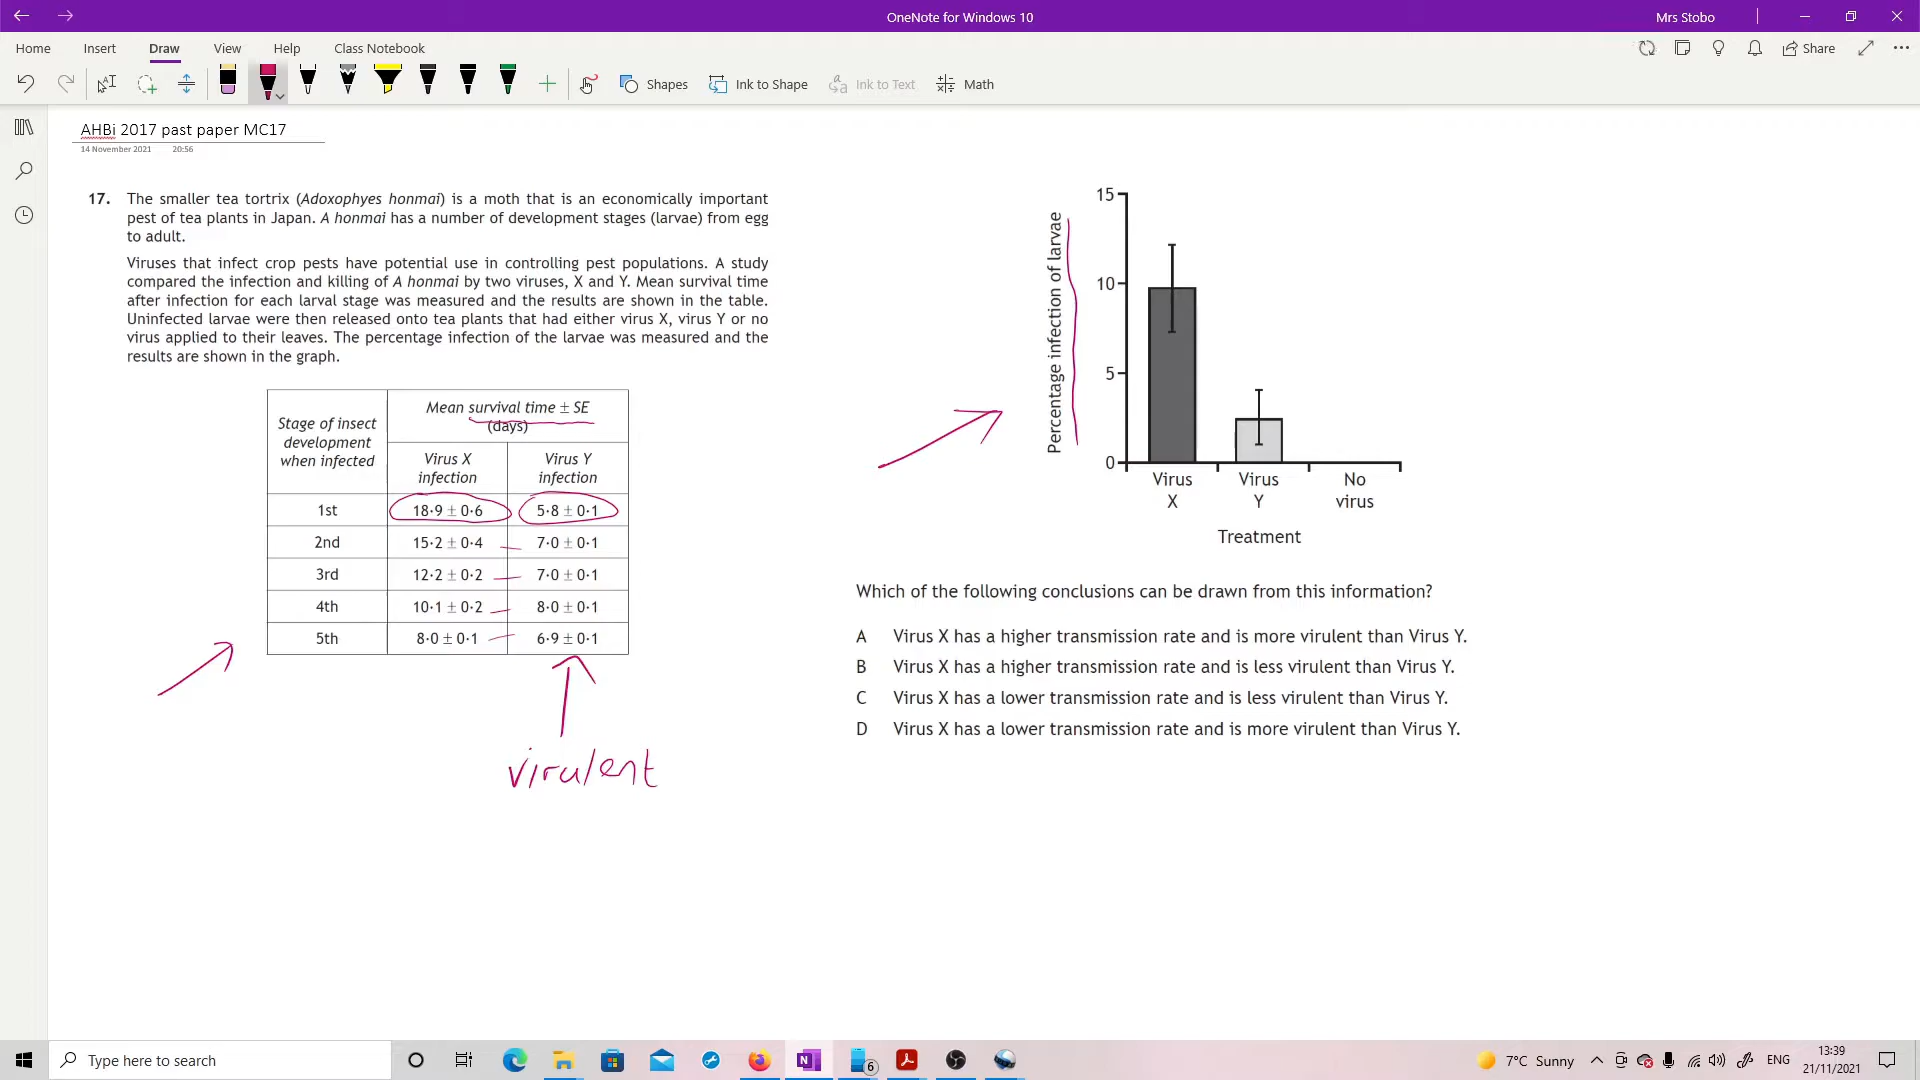 OneNote for Windows 10
Mrs Stobo
Home Insert Draw View Help Class Notebook
Share
Shapes Ink to Shape Ink to Text Math
AHBi 2017 past paper MC17
14 November 2021 20:56
17. The smaller tea tortrix (Adoxophyes honmai) is a moth that is an economically important
pest of tea plants in Japan. A honmai has a number of development stages (larvae) from egg
to adult.
Viruses that infect crop pests have potential use in controlling pest populations. A study
compared the infection and killing of A honmai by two viruses, X and Y. Mean survival time
after infection for each larval stage was measured and the results are shown in the table.
Uninfected larvae were then released onto tea plants that had either virus X, virus Y or no
virus applied to their leaves. The percentage infection of the larvae was measured and the
results are shown in the graph.
Stage of insect
development
when infected
Mean survival time ± SE
(days)
Virus X
infection
Virus Y
infection
1st 18·9 ± 0·6 5·8 ± 0·1
2nd 15·2 ± 0·4 7·0 ± 0·1
3rd 12·2 ± 0·2 7·0 ± 0·1
4th 10·1 ± 0·2 8·0 ± 0·1
5th 8·0 ± 0·1 6·9 ± 0·1
virulent
Percentage infection of larvae
15
10
5
0
Virus
X
Virus
Y
No
virus
Treatment
Which of the following conclusions can be drawn from this information?
A Virus X has a higher transmission rate and is more virulent than Virus Y.
B Virus X has a higher transmission rate and is less virulent than Virus Y.
C Virus X has a lower transmission rate and is less virulent than Virus Y.
D Virus X has a lower transmission rate and is more virulent than Virus Y.
Type here to search
6
7°C Sunny
ENG
13:39
21/11/2021